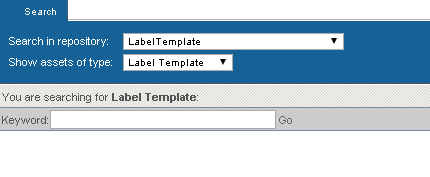 Search
Search in repository: LabelTemplate
Show assets of type: Label Template
You are searching for Label Template:
Keyword: Go